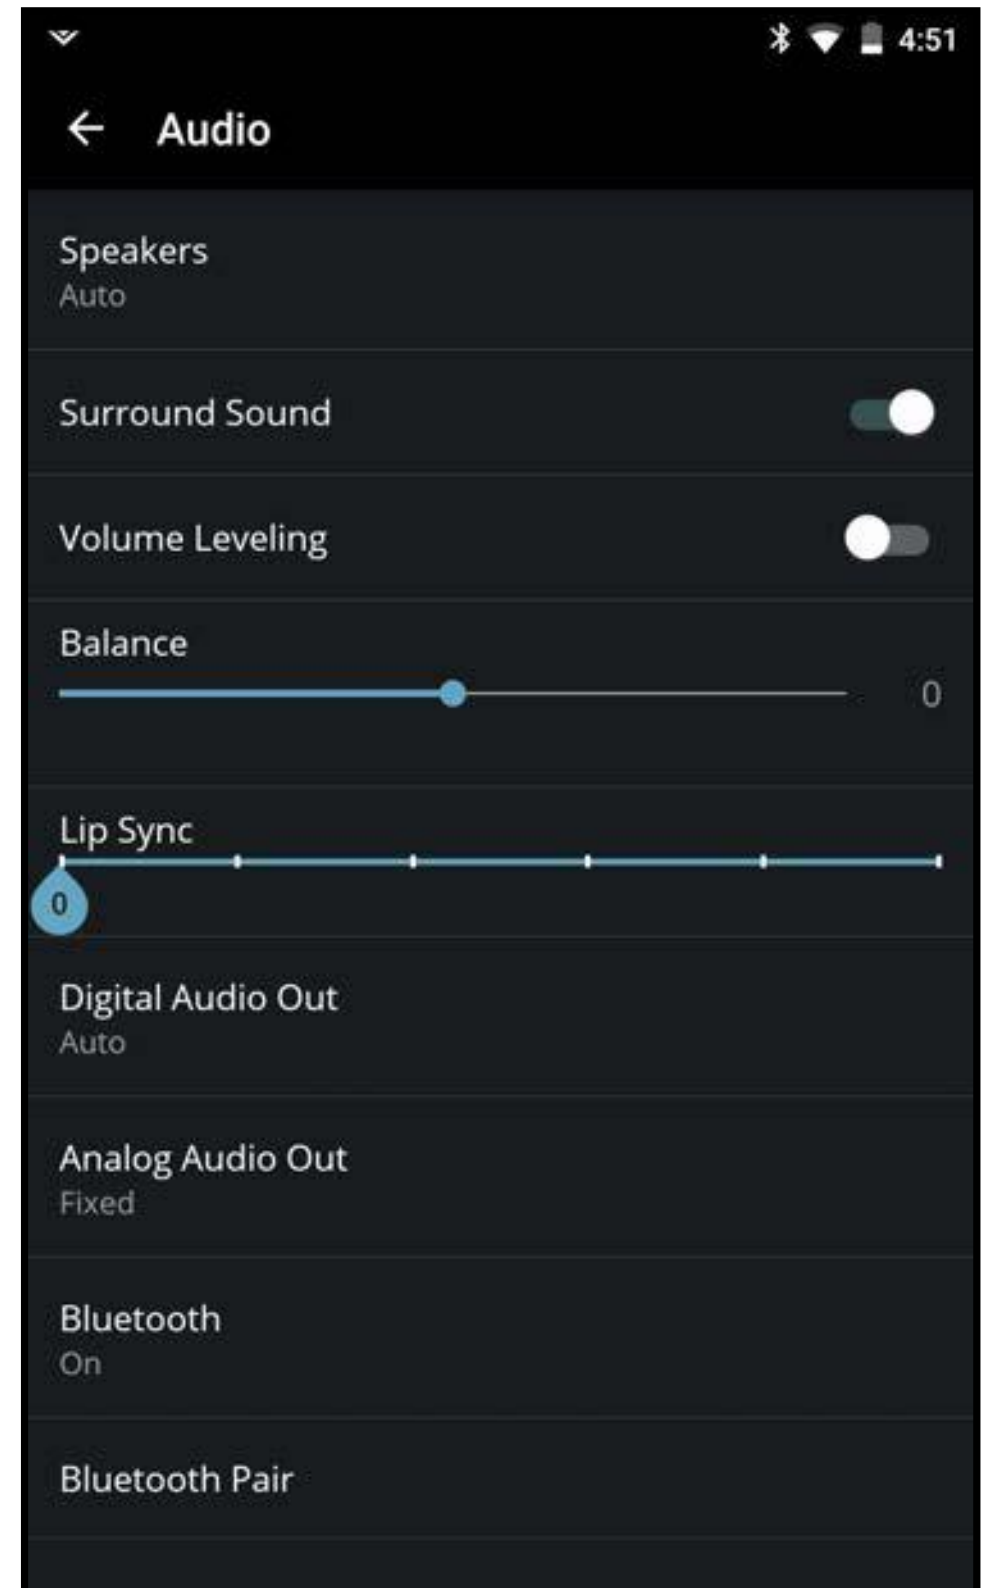 4:51
Audio
Speakers
Auto
Surround Sound
Volume Leveling
Balance
0
Lip Sync
0
Digital Audio Out
Auto
Analog Audio Out
Fixed
Bluetooth
On
Bluetooth Pair